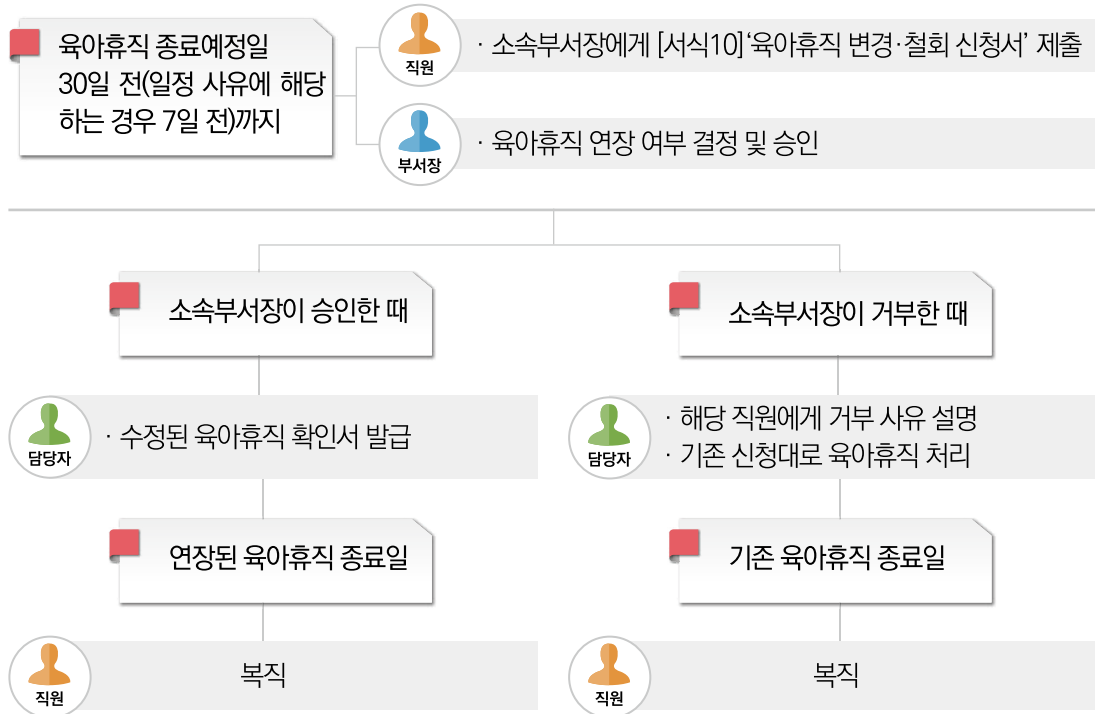 육아휴직 종료예정일
30일 전(일정 사유에 해당
하는 경우 7일 전)까지
직원
· 소속부서장에게 [서식10]‘육아휴직 변경·철회 신청서’ 제출
부서장
· 육아휴직 연장 여부 결정 및 승인
소속부서장이 승인한 때
소속부서장이 거부한 때
담당자
· 수정된 육아휴직 확인서 발급
담당자
· 해당 직원에게 거부 사유 설명
· 기존 신청대로 육아휴직 처리
연장된 육아휴직 종료일
기존 육아휴직 종료일
직원
복직
직원
복직